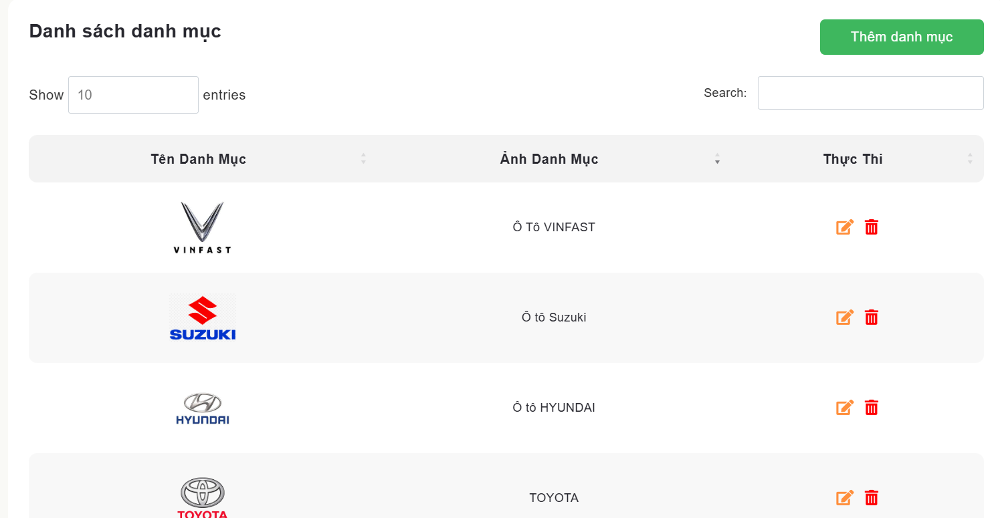 Danh sách danh mục
Thêm danh mục
Show 10 entries
Search:
Tên Danh Mục Ảnh Danh Mục Thực Thi
VINFAST
Ô Tô VINFAST
SUZUKI
Ô tô Suzuki
HYUNDAI
Ô tô HYUNDAI
TOYOTA
TOYOTA